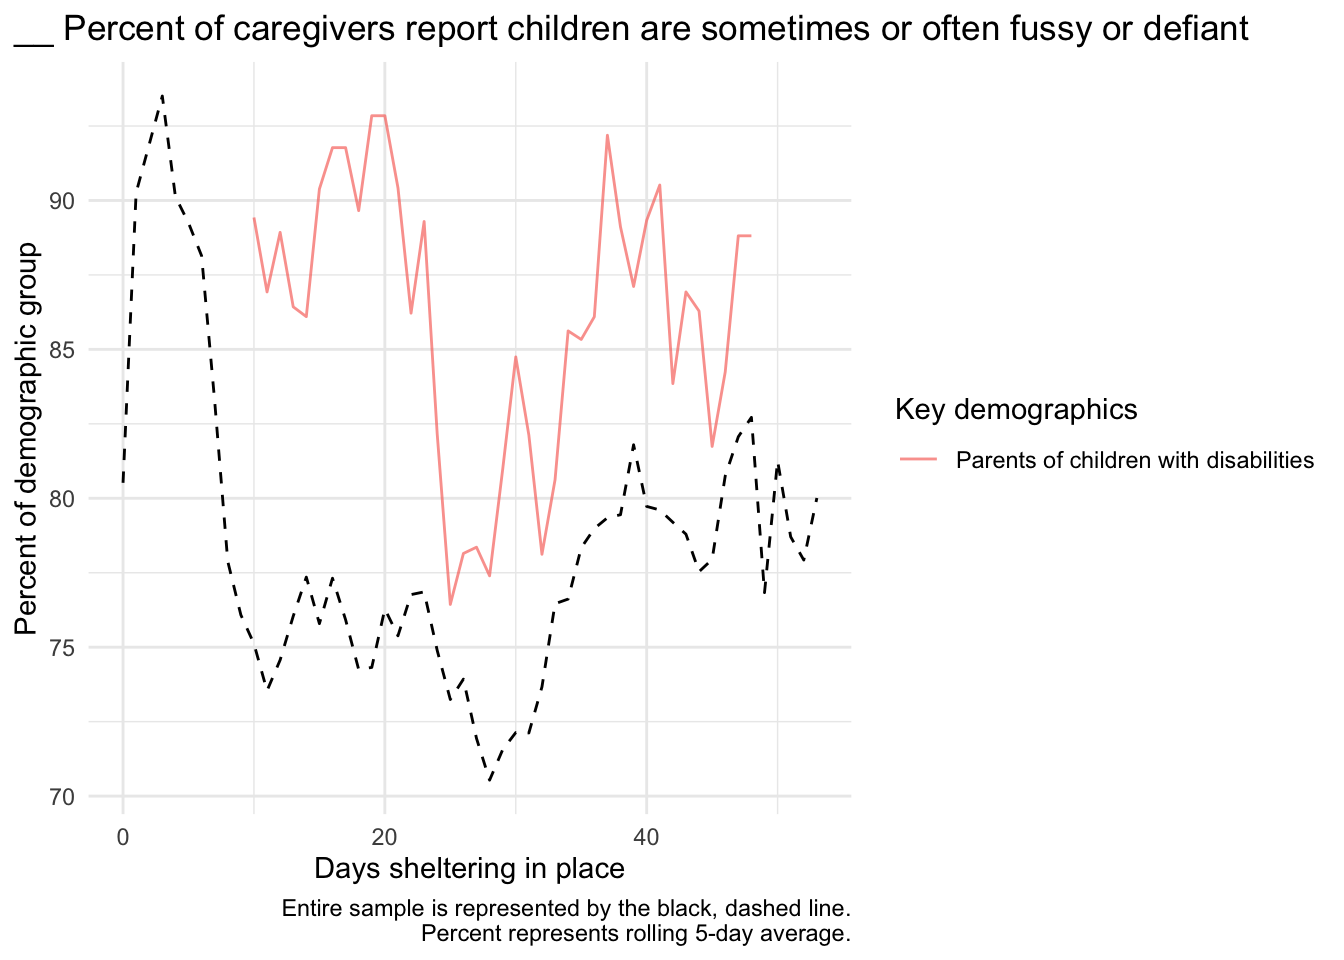 __ Percent of caregivers report children are sometimes or often fussy or defiant
Percent of demographic group
90
85
80
75
70
0
20
40
Days sheltering in place
Key demographics
Parents of children with disabilities
Entire sample is represented by the black, dashed line.
Percent represents rolling 5-day average.